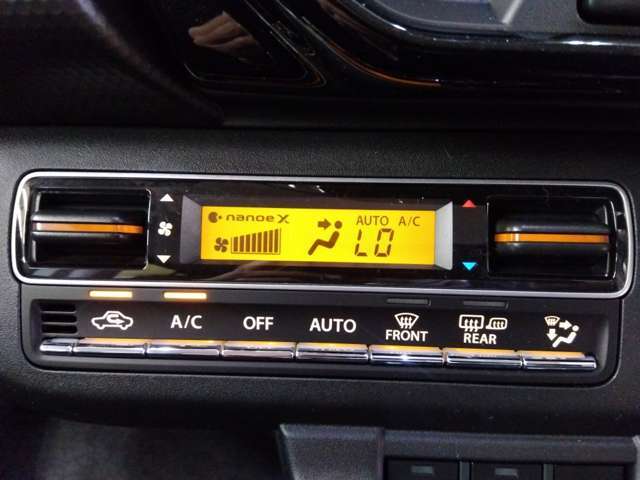 nanoe X
AUTO A/C
LO
A/C OFF AUTO FRONT REAR